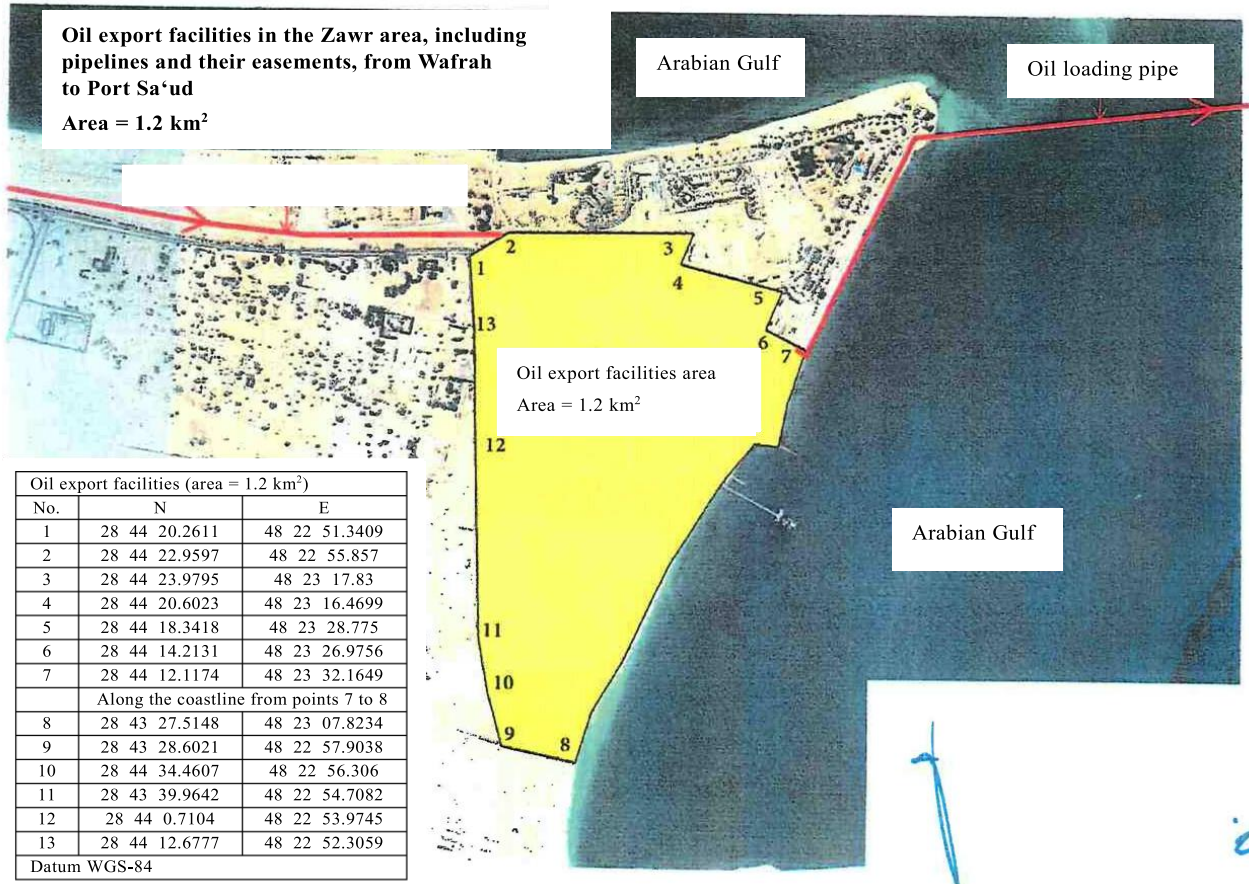 Oil export facilities in the Zawr area, including
pipelines and their easements, from Wafrah
to Port Sa‘ud
Area = 1.2 km²
Arabian Gulf
Oil loading pipe
2
3
1
4
5
13
6
7
Oil export facilities area
Area = 1.2 km²
12
Arabian Gulf
11
10
9
8
Oil export facilities (area = 1.2 km²)
No. N E
1 28 44 20.2611 48 22 51.3409
2 28 44 22.9597 48 22 55.857
3 28 44 23.9795 48 23 17.83
4 28 44 20.6023 48 23 16.4699
5 28 44 18.3418 48 23 28.775
6 28 44 14.2131 48 23 26.9756
7 28 44 12.1174 48 23 32.1649
Along the coastline from points 7 to 8
8 28 43 27.5148 48 23 07.8234
9 28 43 28.6021 48 22 57.9038
10 28 44 34.4607 48 22 56.306
11 28 43 39.9642 48 22 54.7082
12 28 44 0.7104 48 22 53.9745
13 28 44 12.6777 48 22 52.3059
Datum WGS-84